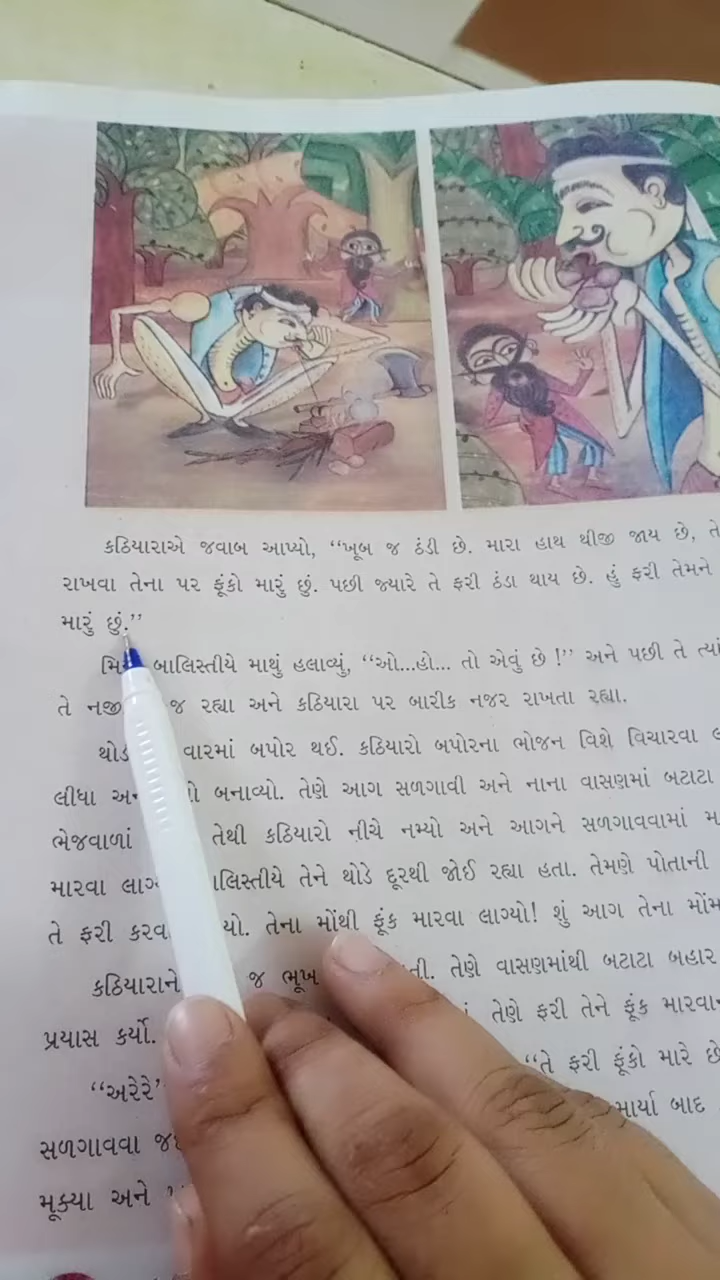 કઠિયારાએ જવાબ આપ્યો, “ખૂબ જ ઠંડી છે. મારા હાથ થીજી જાય છે, તે
રાખવા તેના પર ફૂંકો મારું છું. પછી જ્યારે તે ફરી ઠંડા થાય છે. હું ફરી તેમને
મારું છું.”
બાલિસ્તીયે માથું હલાવ્યું, “ઓ...હો... તો એવું છે !” અને પછી તે ત્યાં
તે જ રહ્યા અને કઠિયારા પર બારીક નજર રાખતા રહ્યા.
વારમાં બપોર થઈ. કઠિયારો બપોરના ભોજન વિશે વિચારવા
લીધા બનાવ્યો. તેણે આગ સળગાવી અને નાના વાસણમાં બટાટા
ભેજવાળાં તેથી કઠિયારો નીચે નમ્યો અને આગને સળગાવવામાં
મારવા તેને થોડે દૂરથી જોઈ રહ્યા હતા. તેમણે પોતાની
તે ફરી તેના મોંથી ફૂંક મારવા લાગ્યો! શું આગ તેના
કઠિયારાને જ ભૂખ તેણે વાસણમાંથી બટાટા બહાર
પ્રયાસ કર્યો. તેણે ફરી તેને ફૂંક
“અરેરે “તે ફરી ફૂંકો મારે છે
સળગાવવા માર્યા બાદ
મૂક્યા અને